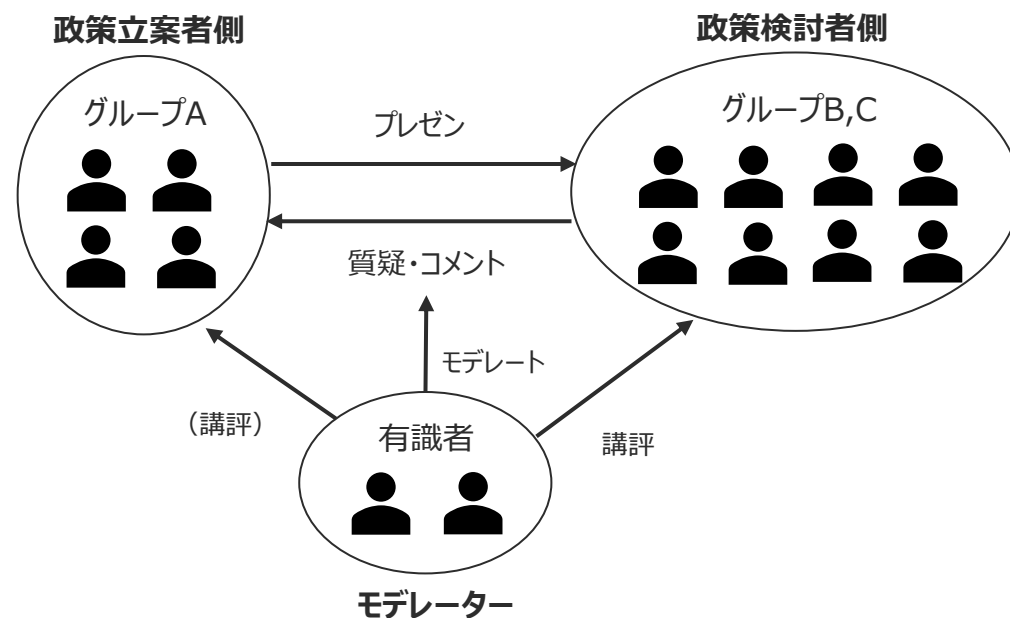 政策立案者側
政策検討者側
グループA
グループB,C
プレゼン
質疑・コメント
モデレート
（講評）
講評
有識者
モデレーター